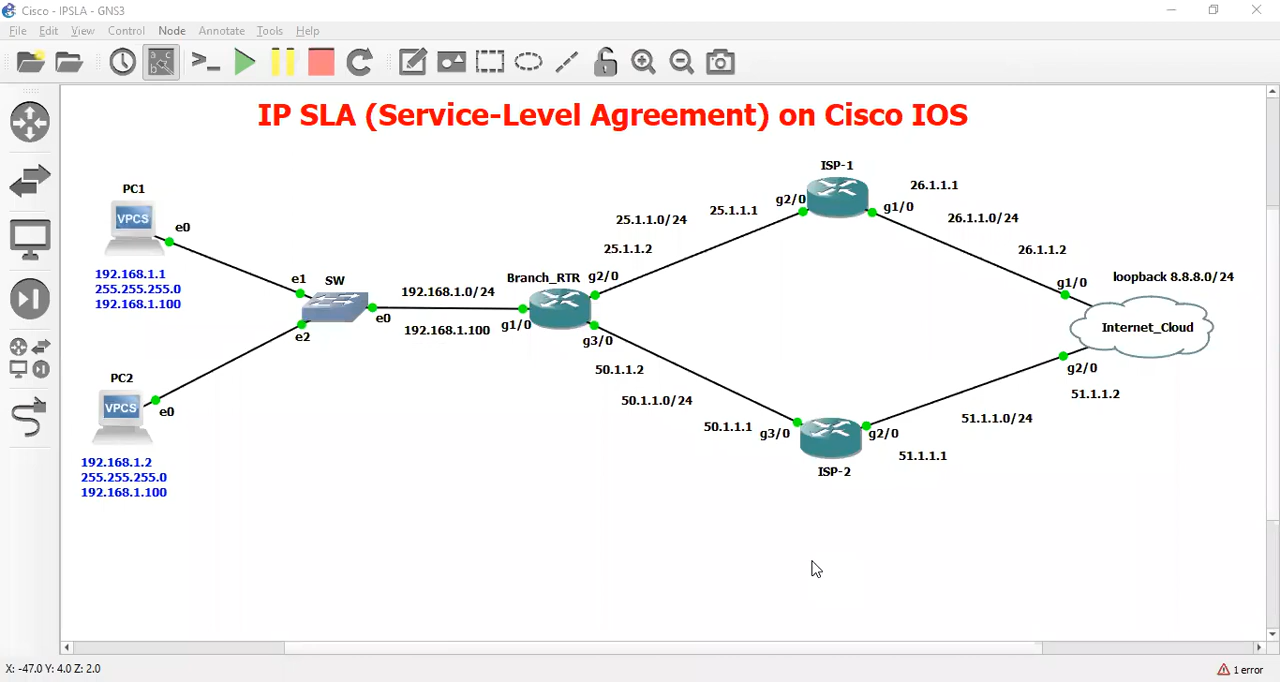 Cisco - IPSLA - GNS3
File Edit View Control Node Annotate Tools Help
IP SLA (Service-Level Agreement) on Cisco IOS
PC1
VPCS
e0
192.168.1.1
255.255.255.0
192.168.1.100
e1
SW
e0
e2
PC2
VPCS
e0
192.168.1.2
255.255.255.0
192.168.1.100
192.168.1.0/24
192.168.1.100
g1/0
Branch_RTR
g2/0
g3/0
25.1.1.0/24
25.1.1.2
25.1.1.1
50.1.1.2
50.1.1.0/24
50.1.1.1
ISP-1
g2/0
g1/0
26.1.1.1
26.1.1.0/24
26.1.1.2
g3/0
g2/0
ISP-2
51.1.1.1
51.1.1.0/24
51.1.1.2
g1/0
loopback 8.8.8.0/24
Internet_Cloud
g2/0
X: -47.0 Y: 4.0 Z: 2.0
1 error